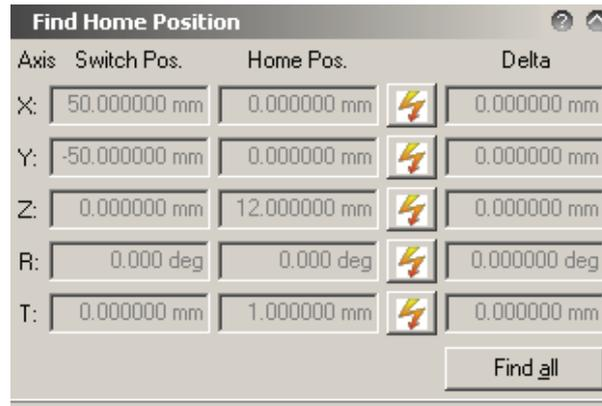 Find Home Position
Axis Switch Pos. Home Pos. Delta
X: 50.000000 mm 0.000000 mm 0.000000 mm
Y: -50.000000 mm 0.000000 mm 0.000000 mm
Z: 0.000000 mm 12.000000 mm 0.000000 mm
R: 0.000 deg 0.000 deg 0.000000 deg
T: 0.000000 mm 1.000000 mm 0.000000 mm
Find all